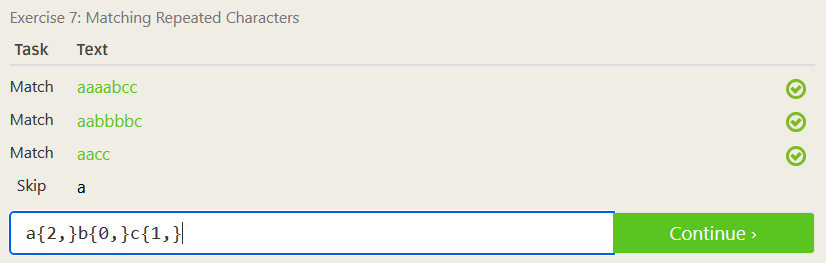 Exercise 7: Matching Repeated Characters
Task Text
Match aaaabcc
Match aabbbbc
Match aacc
Skip a
a{2,}b{0,}c{1,}
Continue ›